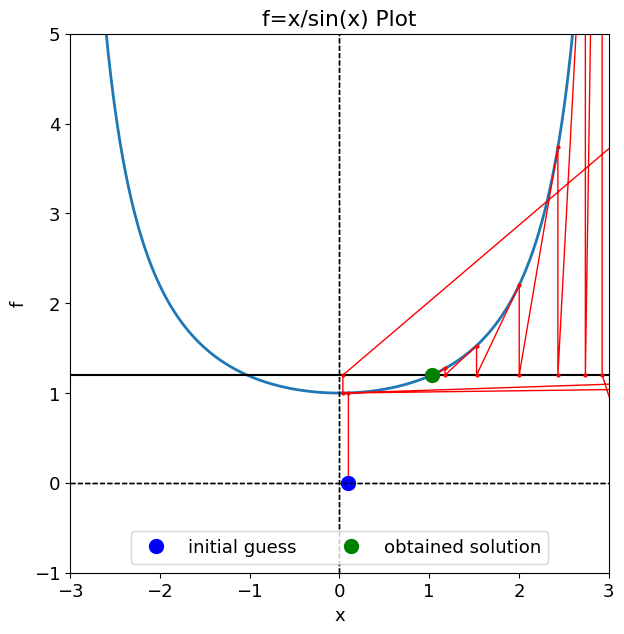 f=x/sin(x) Plot
5
4
3
2
1
0
−1
f
initial guess
obtained solution
−3 −2 −1 0 1 2 3
x